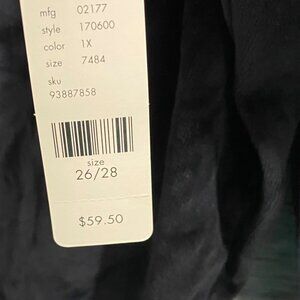 mfg 02177
style 170600
color 1X
size 7484
sku
93887858
size
26/28
$59.50